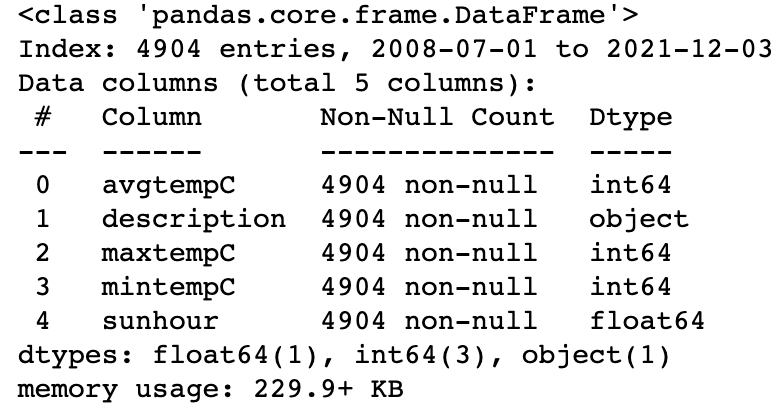 <class 'pandas.core.frame.DataFrame'>
Index: 4904 entries, 2008-07-01 to 2021-12-03
Data columns (total 5 columns):
 #   Column       Non-Null Count  Dtype
---  ------       --------------  -----
 0   avgtempC     4904 non-null   int64
 1   description  4904 non-null   object
 2   maxtempC     4904 non-null   int64
 3   mintempC     4904 non-null   int64
 4   sunhour      4904 non-null   float64
dtypes: float64(1), int64(3), object(1)
memory usage: 229.9+ KB